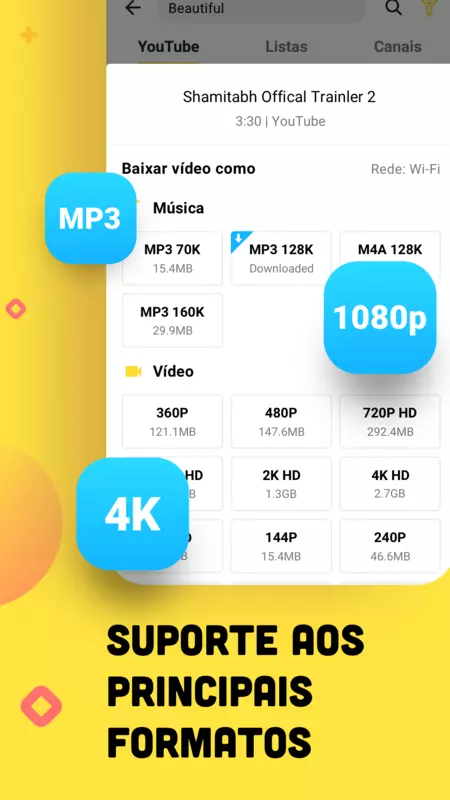 Beautiful
YouTube Listas Canais
Shamitabh Offical Trainler 2
3:30 | YouTube
Baixar vídeo como Rede: Wi-Fi
MP3
Música
MP3 70K MP3 128K M4A 128K
15.4MB Downloaded
1080p
MP3 160K
29.9MB
Vídeo
360P 480P 720P HD
121.1MB 147.6MB 292.4MB
HD 2K HD 4K HD
B 1.3GB 2.7GB
4K
144P 240P
B 15.4MB 46.6MB
SUPORTE AOS
PRINCIPAIS
FORMATOS